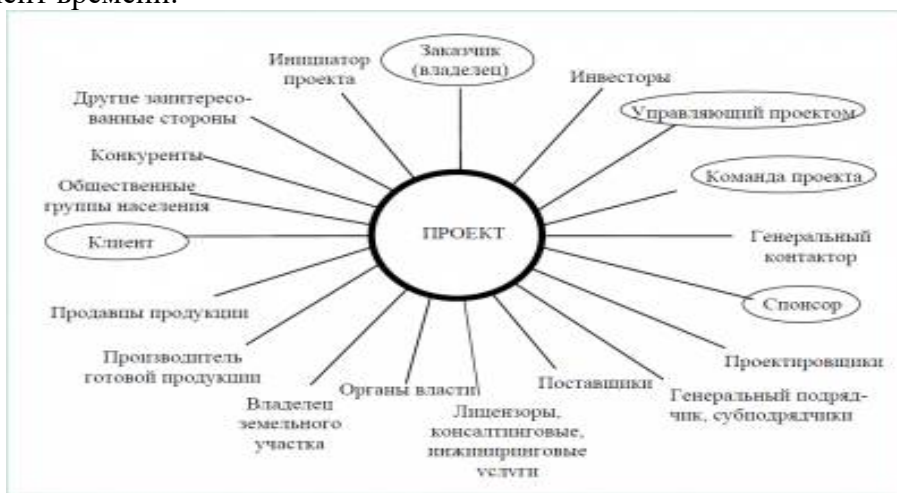 мент времени.
Заказчик
(владелец)
Инициатор
проекта
Инвесторы
Другие заинтересо-
ванные стороны
Управляющий проектом
Конкуренты
Команда проекта
Общественные
группы населения
ПРОЕКТ
Клиент
Генеральный
контактор
Спонсор
Продавцы продукции
Проектировщики
Производитель
готовой продукции
Органы власти
Поставщики
Генеральный подряд-
чик, субподрядчики
Владелец
земельного
участка
Лицензоры,
консалтинговые,
инжиниринговые
услуги